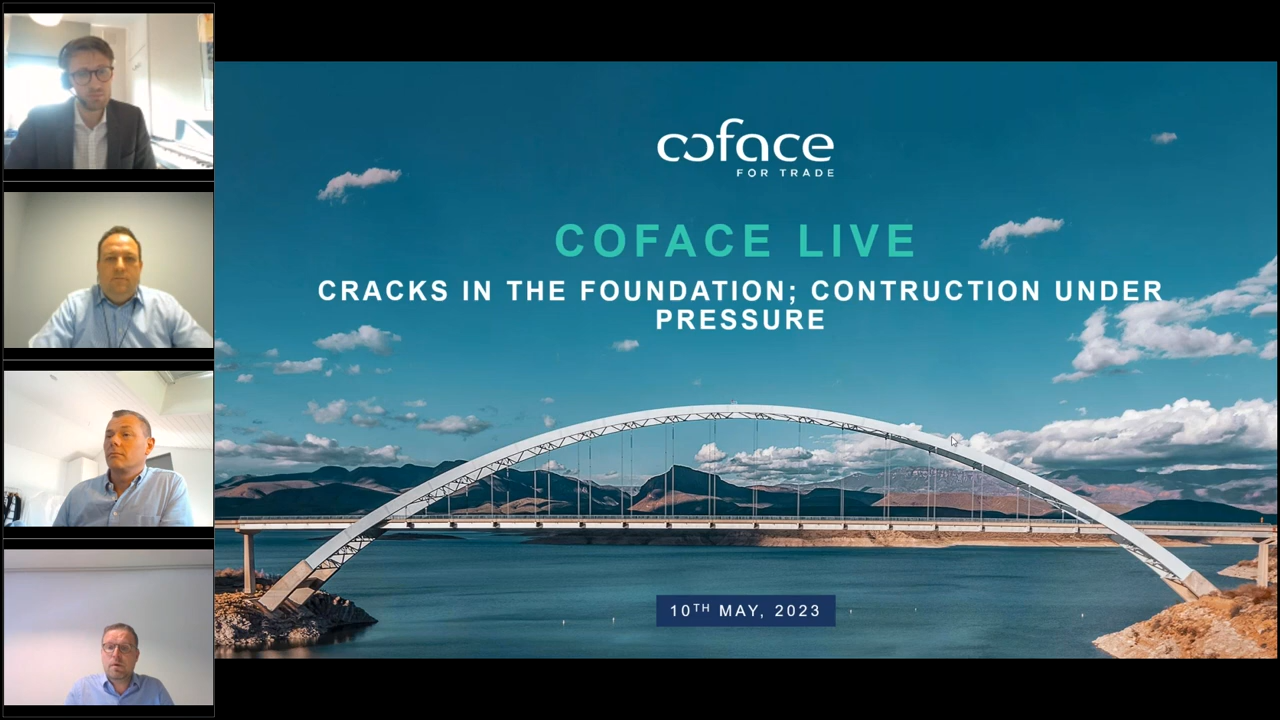 coface
FOR TRADE
COFACE LIVE
CRACKS IN THE FOUNDATION; CONTRUCTION UNDER
PRESSURE
10TH MAY, 2023